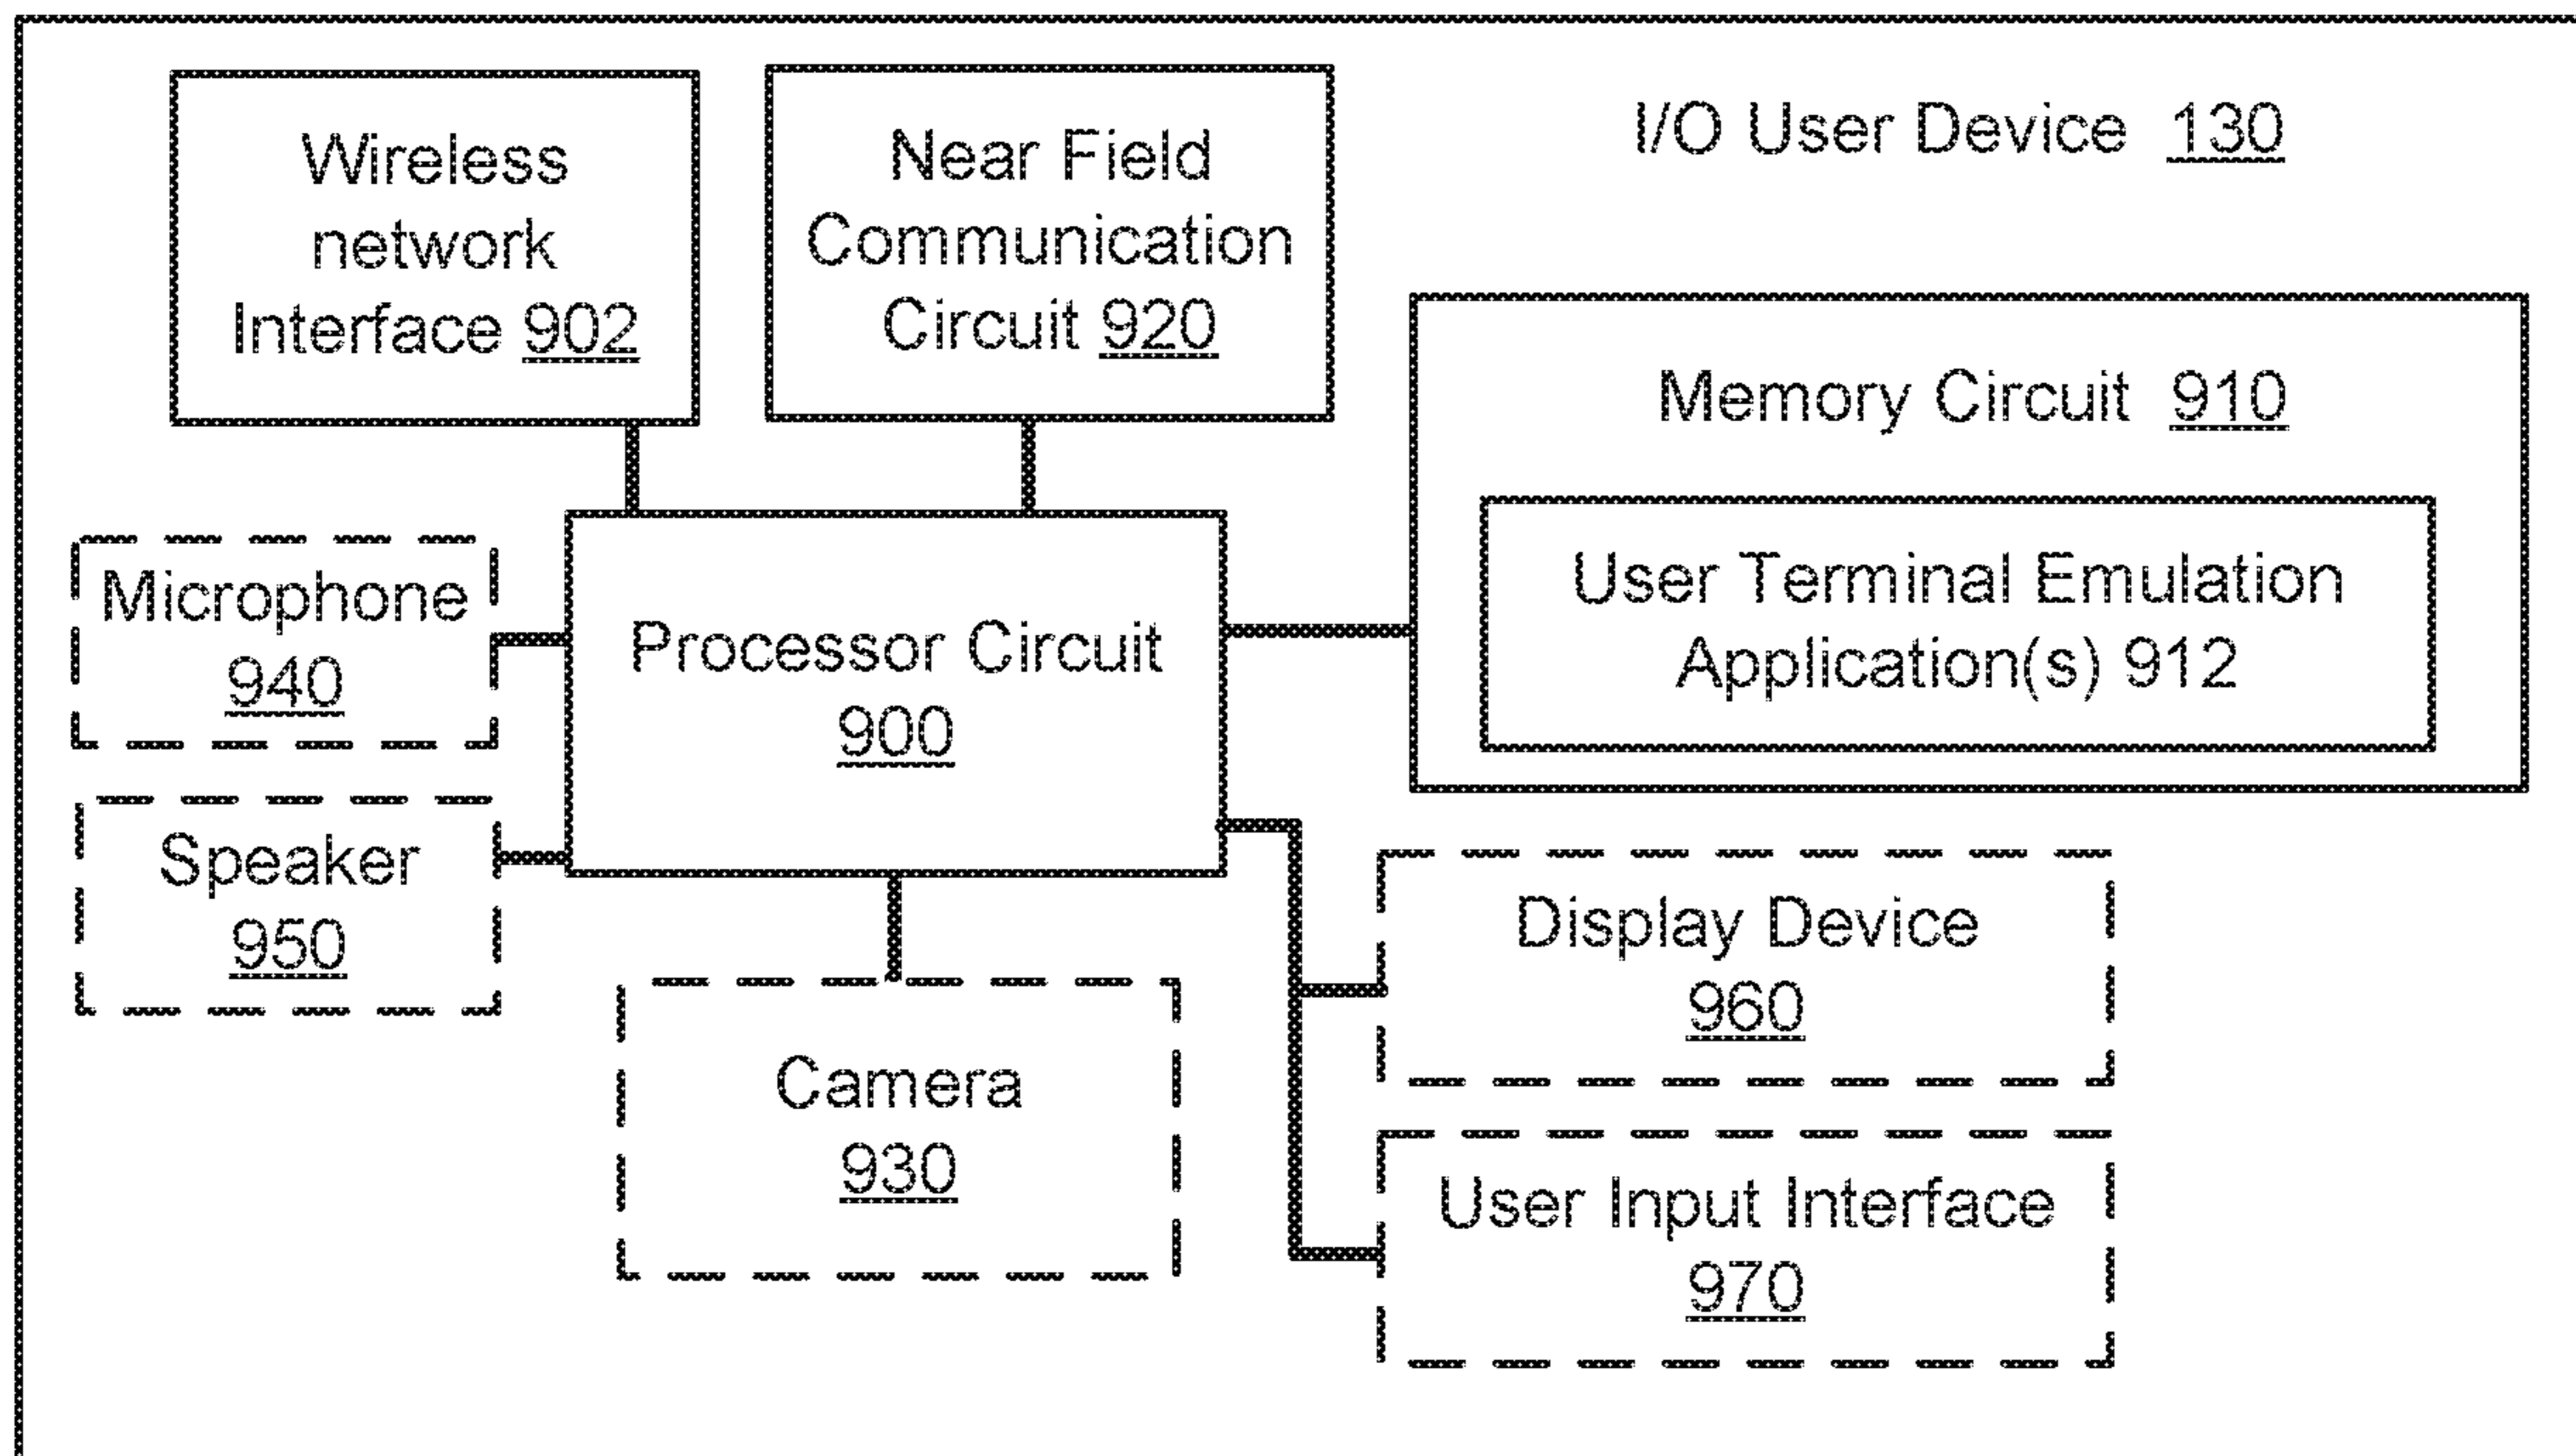 Wireless
network
Interface 902
Near Field
Communication
Circuit 920
I/O User Device 130
Memory Circuit 910
User Terminal Emulation
Application(s) 912
Microphone
940
Processor Circuit
900
Speaker
950
Camera
930
Display Device
960
User Input Interface
970